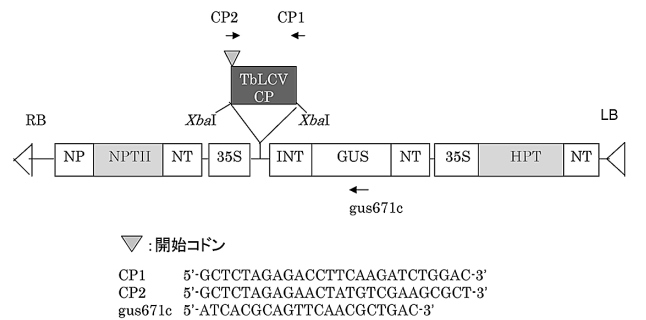 CP2 CP1
TbLCV
CP
XbaI XbaI
RB LB
NP NPTII NT 35S INT GUS NT 35S HPT NT
gus671c
:開始コドン
CP1 5'-GCTCTAGAGACCTTCAAGATCTGGAC-3'
CP2 5'-GCTCTAGAGAACTATGTCGAAGCGCT-3'
gus671c 5'-ATCACGCAGTTCAACGCTGAC-3'